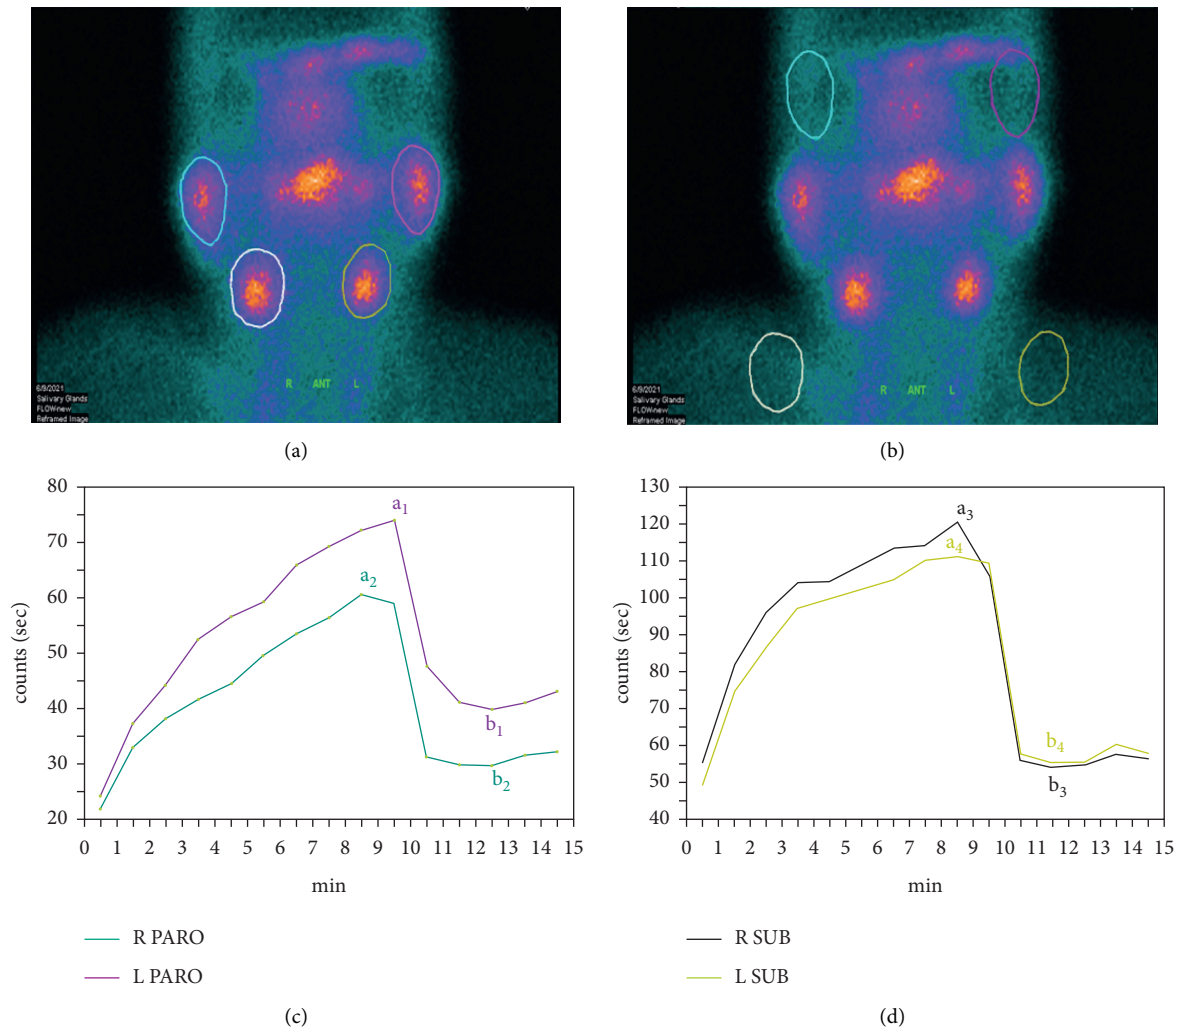 R ANT L
6/9/2021
Salivary Glands
FLOWnew
Reframed Image
(a)
R ANT L
6/9/2021
Salivary Glands
FLOWnew
Reframed Image
(b)
80
70
60
50
40
30
20
counts (sec)
a1
a2
b1
b2
0 1 2 3 4 5 6 7 8 9 10 11 12 13 14 15
min
R PARO
L PARO
(c)
130
120
110
100
90
80
70
60
50
40
counts (sec)
a3
a4
b4
b3
0 1 2 3 4 5 6 7 8 9 10 11 12 13 14 15
min
R SUB
L SUB
(d)